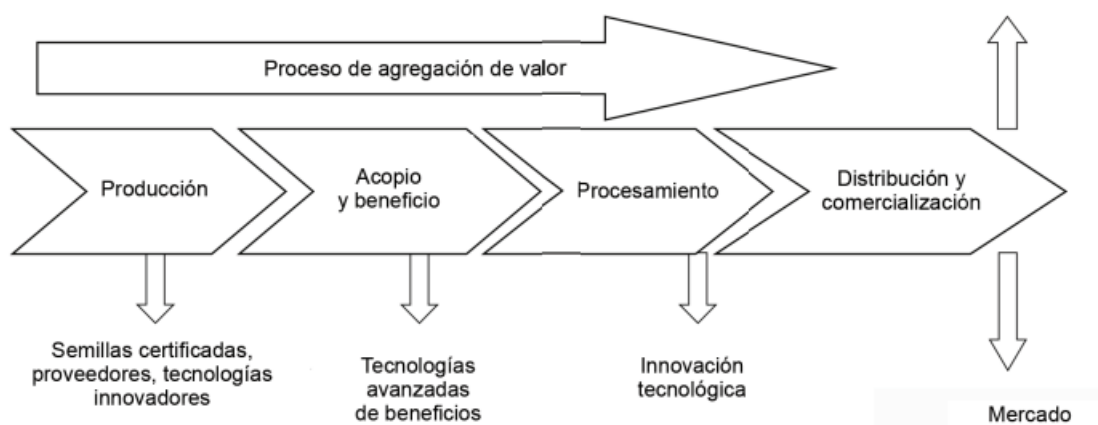 Proceso de agregación de valor
Producción
Acopio
y beneficio
Procesamiento
Distribución y
comercialización
Semillas certificadas,
proveedores, tecnologías
innovadores
Tecnologías
avanzadas
de beneficios
Innovación
tecnológica
Mercado